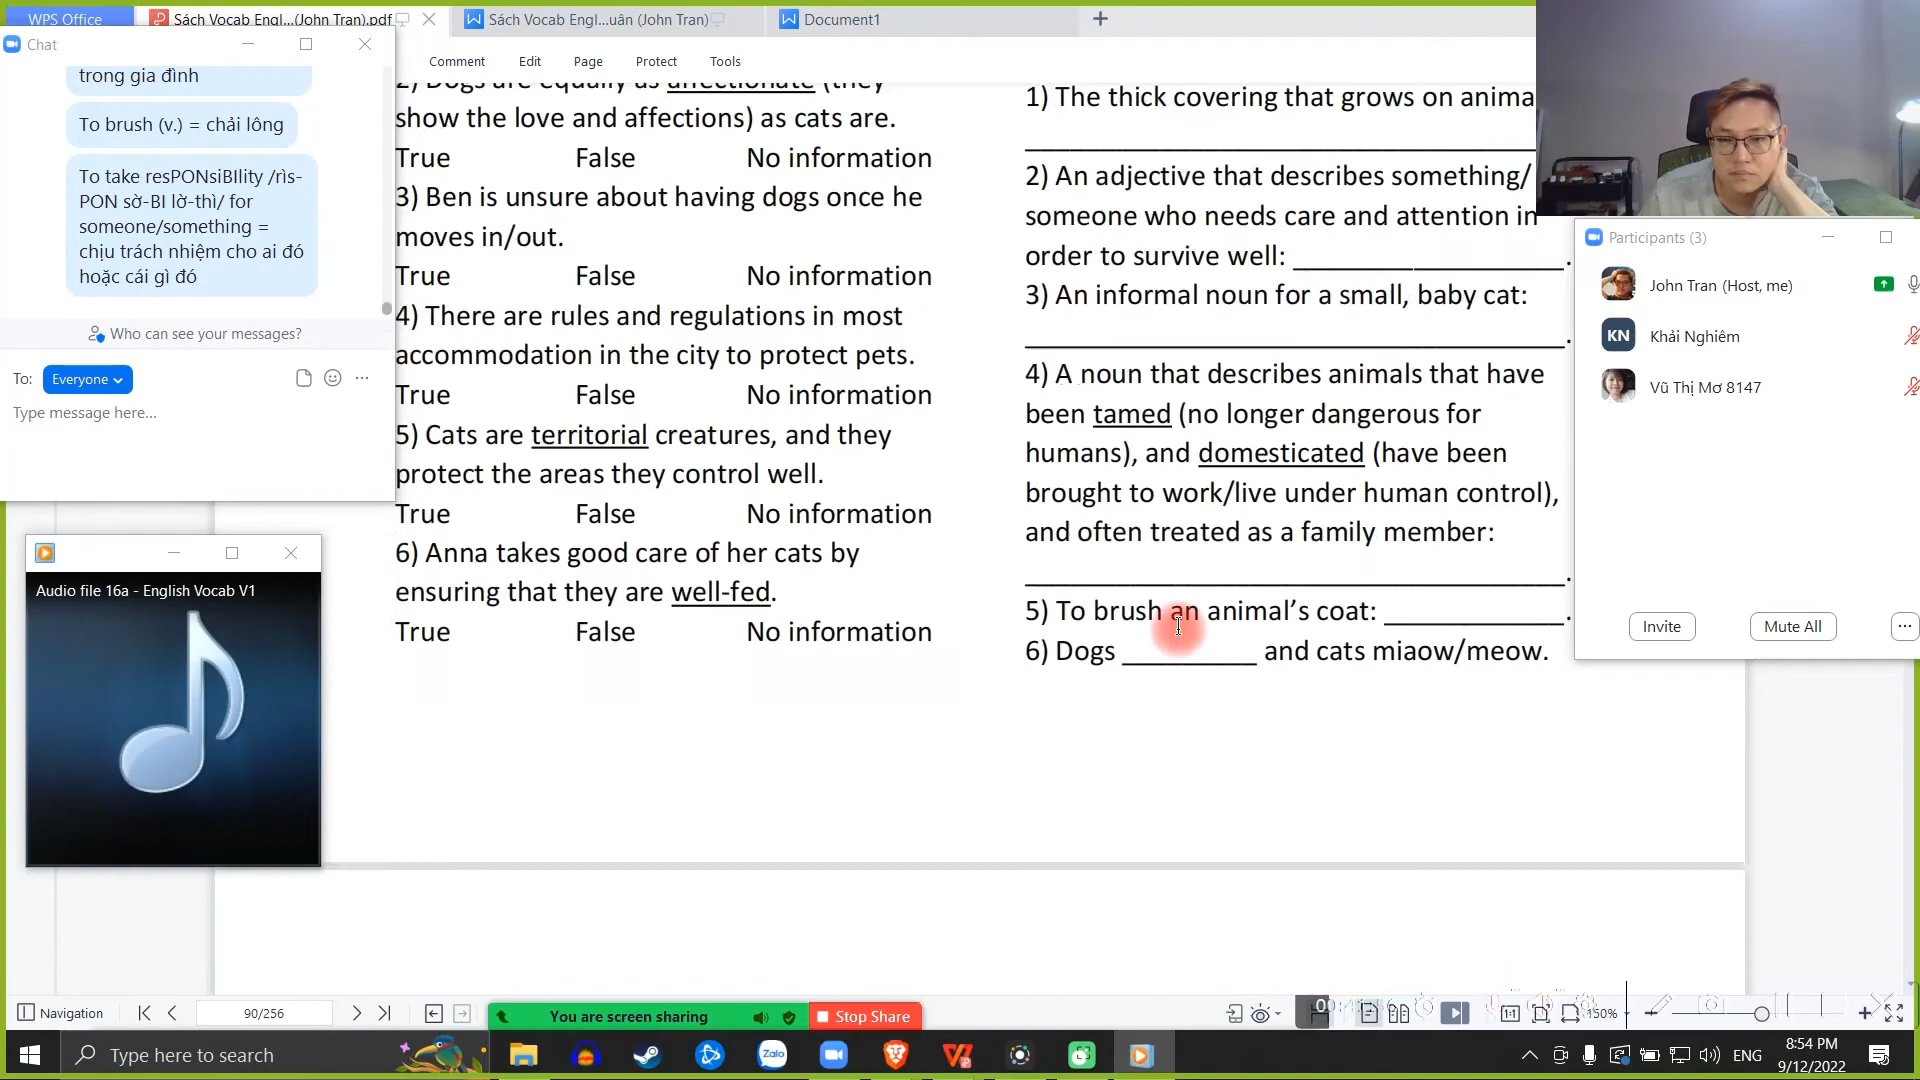 WPS Office
Sách Vocab Engl...(John Tran).pdf
Sách Vocab Engl...uân (John Tran)
Document1
Chat
trong gia đình
To brush (v.) = chải lông
To take resPONsiBIlity /rìs-
PON sờ-BI lờ-thì/ for
someone/something =
chịu trách nhiệm cho ai đó
hoặc cái gì đó
Who can see your messages?
To: Everyone
Type message here...
Audio file 16a - English Vocab V1
Comment Edit Page Protect Tools
2) Dogs are equally as affectionate (they
show the love and affections) as cats are.
True False No information
3) Ben is unsure about having dogs once he
moves in/out.
True False No information
4) There are rules and regulations in most
accommodation in the city to protect pets.
True False No information
5) Cats are territorial creatures, and they
protect the areas they control well.
True False No information
6) Anna takes good care of her cats by
ensuring that they are well-fed.
True False No information
1) The thick covering that grows on anima
2) An adjective that describes something/
someone who needs care and attention in
order to survive well: ____________________.
3) An informal noun for a small, baby cat:
________________________________________.
4) A noun that describes animals that have
been tamed (no longer dangerous for
humans), and domesticated (have been
brought to work/live under human control),
and often treated as a family member:
________________________________________.
5) To brush an animal's coat: _____________.
6) Dogs __________ and cats miaow/meow.
Participants (3)
John Tran (Host, me)
KN Khải Nghiêm
Vũ Thị Mơ 8147
Invite Mute All
Navigation
90/256
You are screen sharing
Stop Share
150%
Type here to search
Zalo
ENG
8:54 PM
9/12/2022